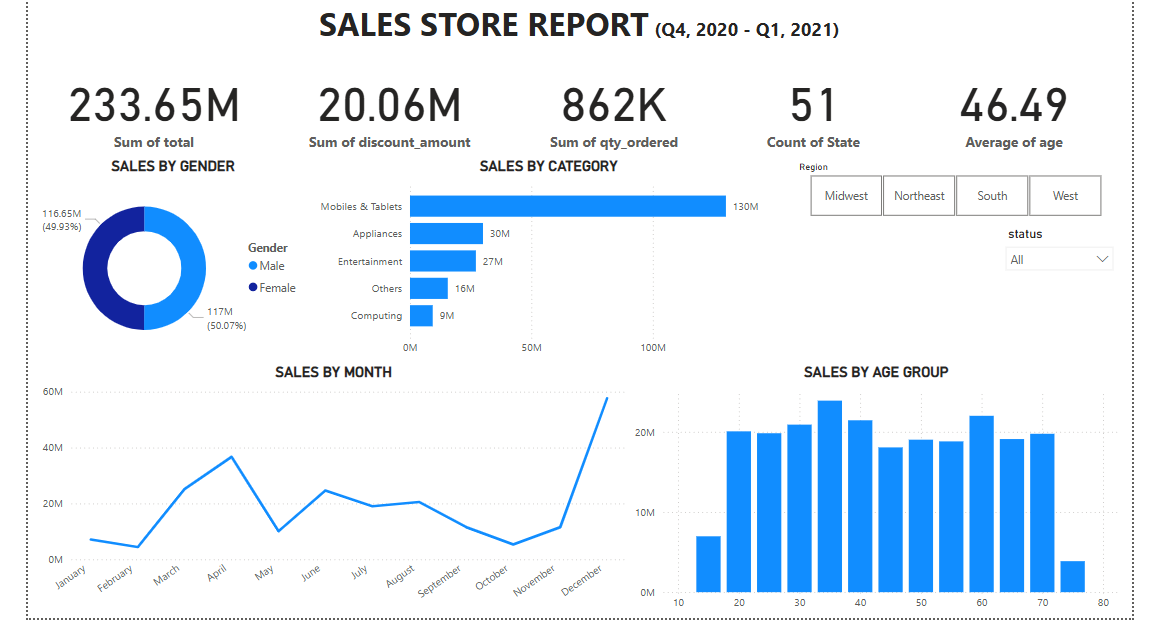 SALES STORE REPORT (Q4, 2020 - Q1, 2021)
233.65M
Sum of total
20.06M
Sum of discount_amount
862K
Sum of qty_ordered
51
Count of State
46.49
Average of age
SALES BY GENDER
116.65M
(49.93%)
117M
(50.07%)
Gender
Male
Female
SALES BY CATEGORY
Mobiles & Tablets 130M
Appliances 30M
Entertainment 27M
Others 16M
Computing 9M
0M 50M 100M
Region
Midwest Northeast South West
status
All
SALES BY MONTH
60M
40M
20M
0M
January February March April May June July August September October November December
SALES BY AGE GROUP
20M
10M
0M
10 20 30 40 50 60 70 80